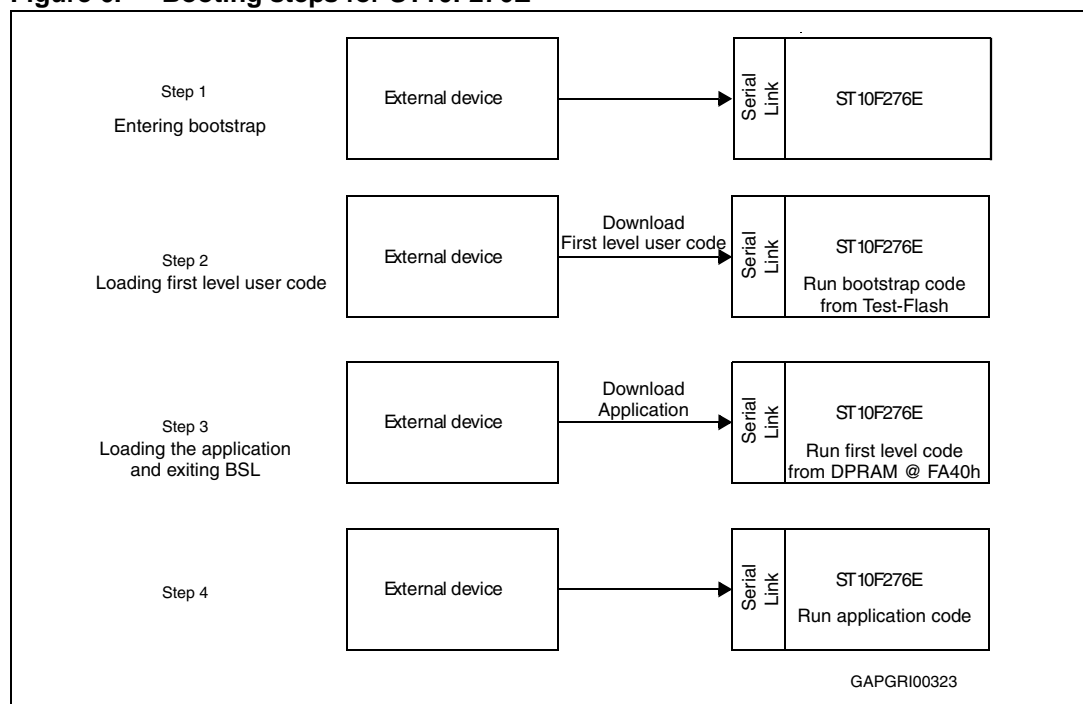 Step 1
Entering bootstrap
External device
Serial
Link
ST10F276E
Step 2
Loading first level user code
External device
Download
First level user code
Serial
Link
ST10F276E
Run bootstrap code
from Test-Flash
Step 3
Loading the application
and exiting BSL
External device
Download
Application
Serial
Link
ST10F276E
Run first level code
from DPRAM @ FA40h
Step 4
External device
Serial
Link
ST10F276E
Run application code
GAPGRI00323